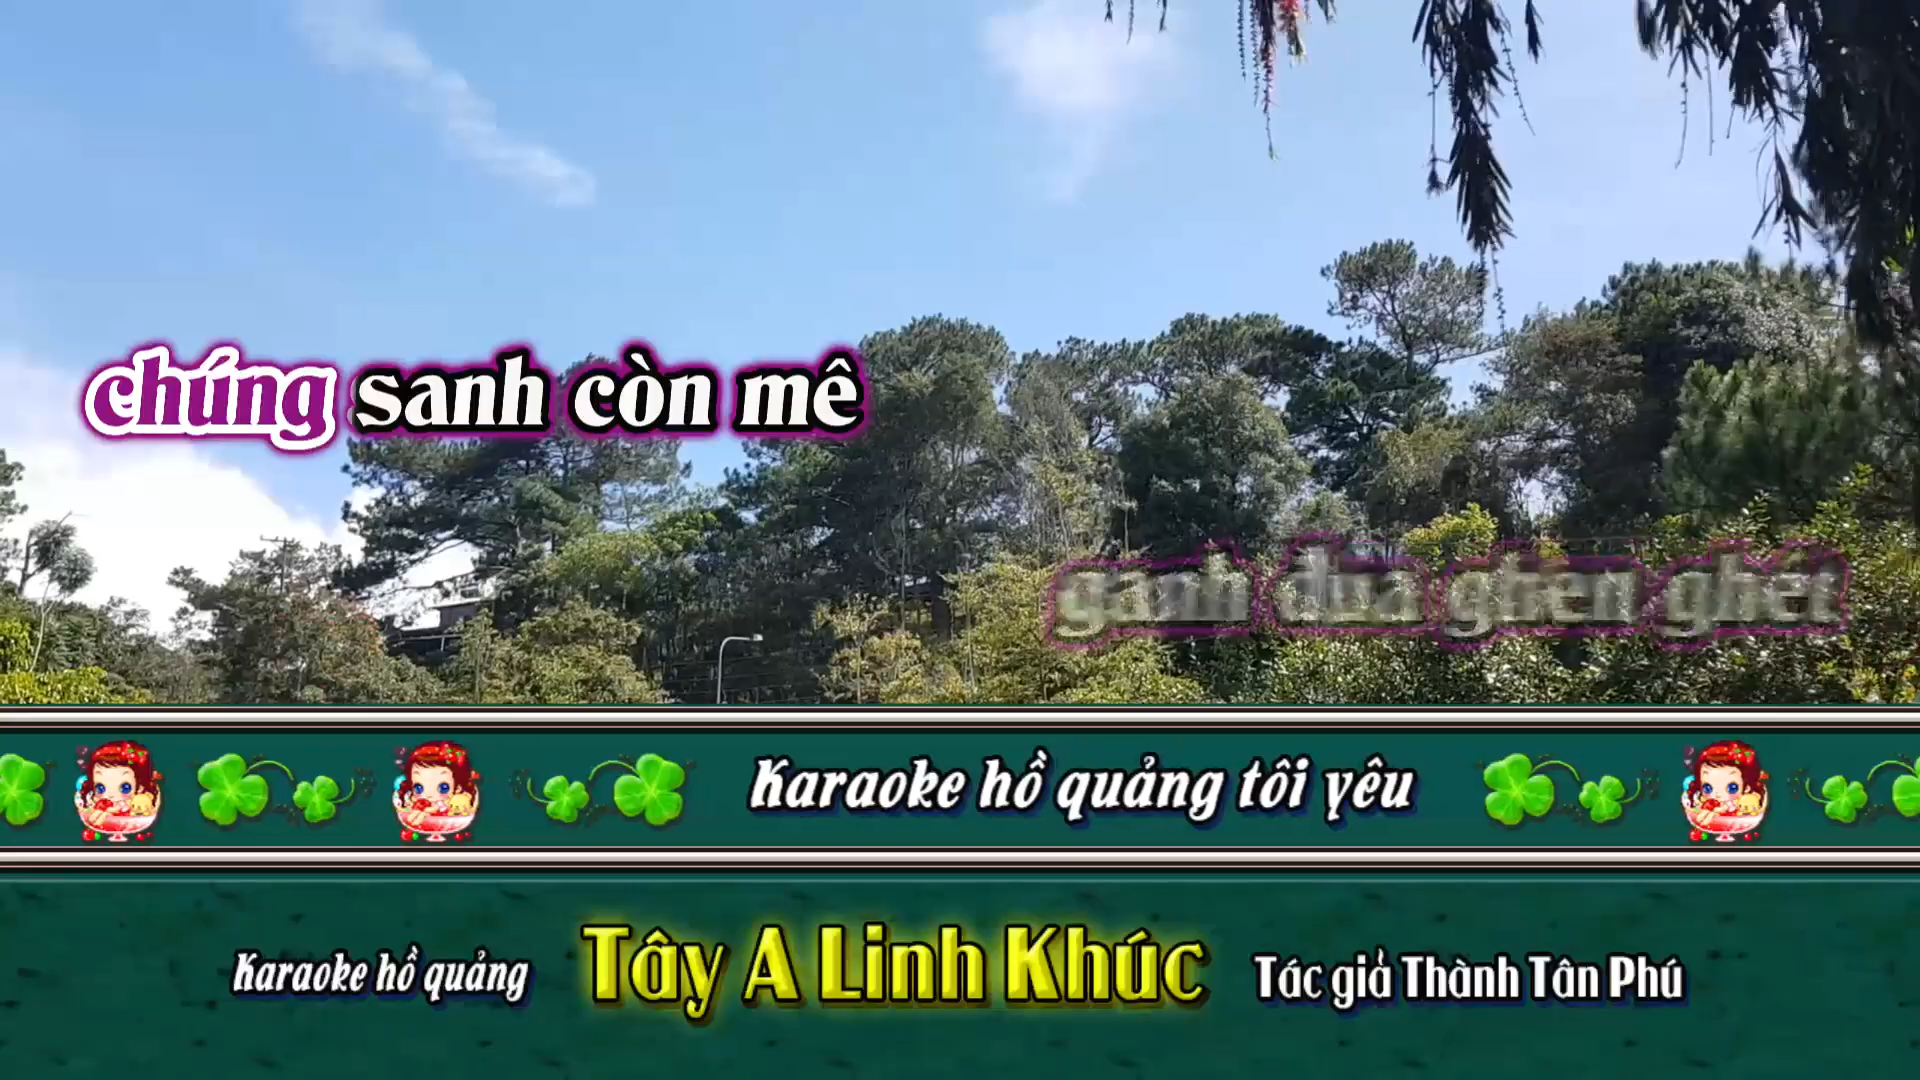 chúng sanh còn mê
ganh đua ghen ghét
Karaoke hồ quảng tôi yêu
Karaoke hồ quảng
Tây A Linh Khúc
Tác giả Thành Tân Phú